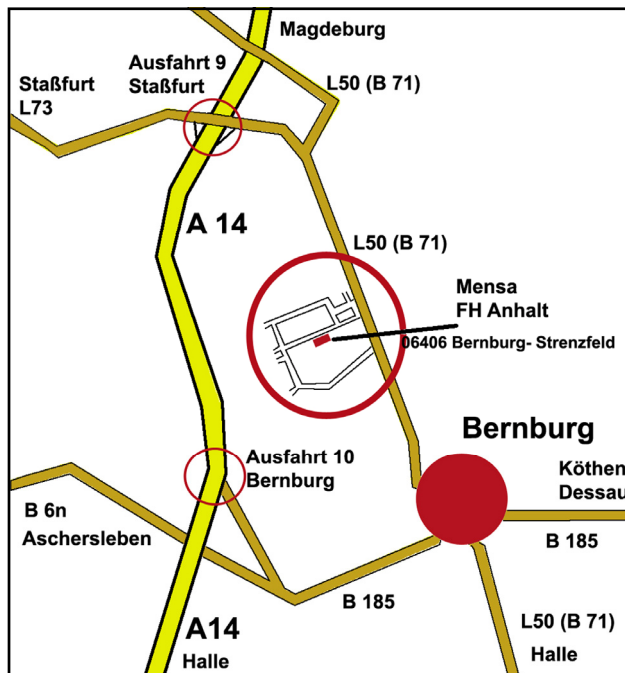 Magdeburg
Ausfahrt 9
Staßfurt
Staßfurt
L73
L50 (B 71)
A 14
L50 (B 71)
Mensa
FH Anhalt
06406 Bernburg- Strenzfeld
Bernburg
Ausfahrt 10
Bernburg
Köthen
Dessau
B 6n
Aschersleben
B 185
B 185
A14
Halle
L50 (B 71)
Halle